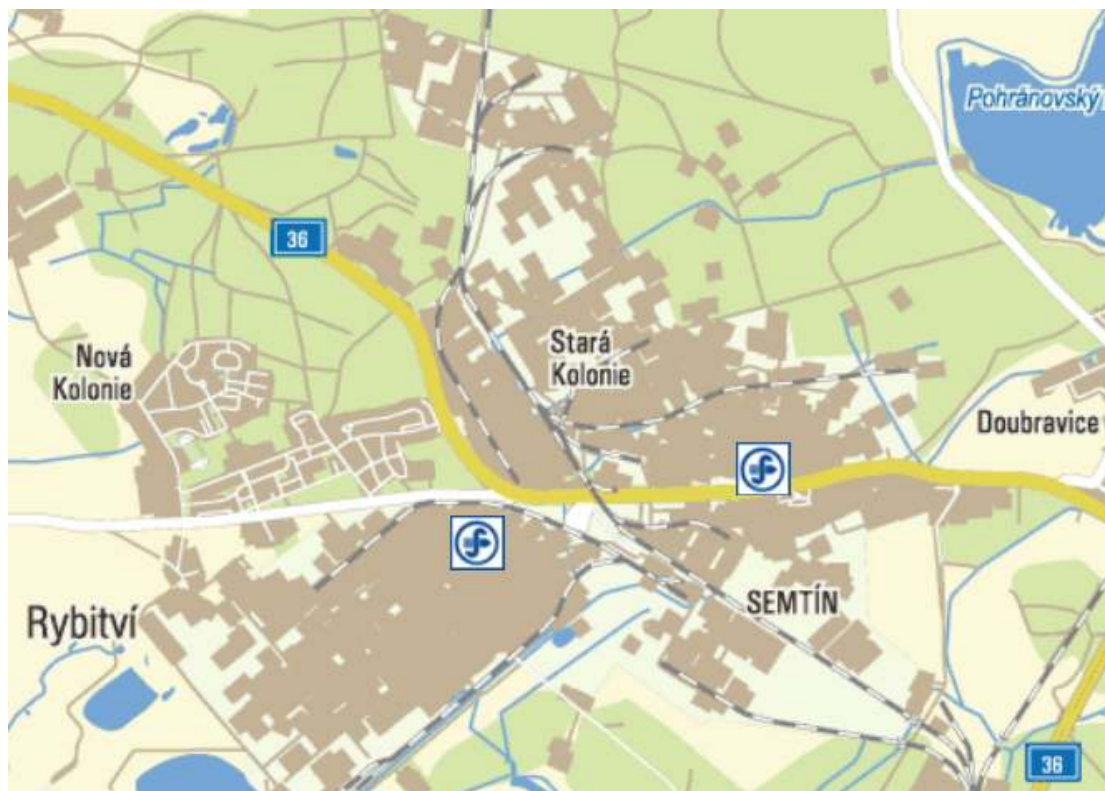 Pohránovský
36
Stará
Kolonie
Nová
Kolonie
Doubravice
SEMTÍN
Rybitví
36